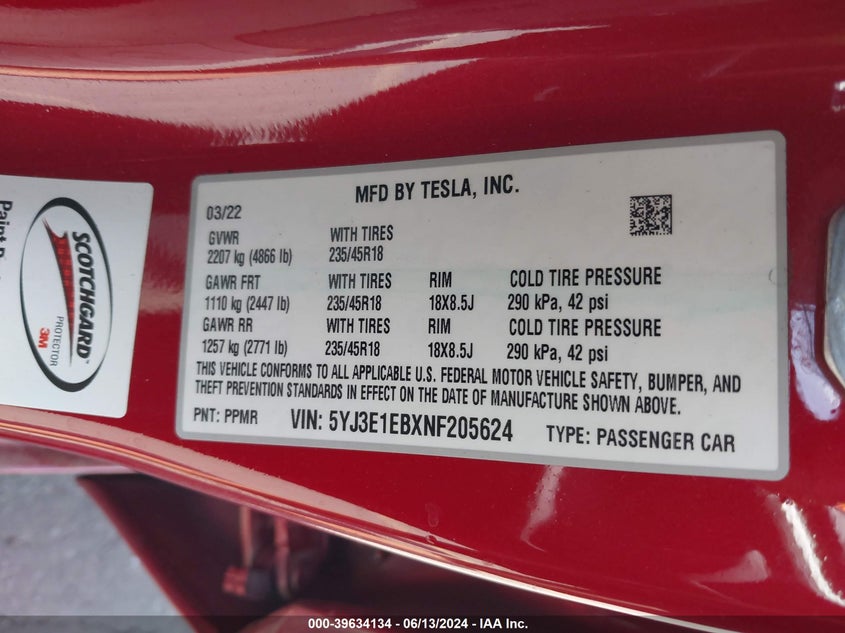 MFD BY TESLA, INC.
03/22
GVWR WITH TIRES
2207 kg (4866 lb) 235/45R18
GAWR FRT WITH TIRES RIM COLD TIRE PRESSURE
1110 kg (2447 lb) 235/45R18 18X8.5J 290 kPa, 42 psi
GAWR RR WITH TIRES RIM COLD TIRE PRESSURE
1257 kg (2771 lb) 235/45R18 18X8.5J 290 kPa, 42 psi
THIS VEHICLE CONFORMS TO ALL APPLICABLE U.S. FEDERAL MOTOR VEHICLE SAFETY, BUMPER, AND
THEFT PREVENTION STANDARDS IN EFFECT ON THE DATE OF MANUFACTURE SHOWN ABOVE.
PNT: PPMR VIN: 5YJ3E1EBXNF205624 TYPE: PASSENGER CAR
SCOTCHGARD™
PROTECTOR
3M
Paint
000-39634134 - 06/13/2024 - IAA Inc.